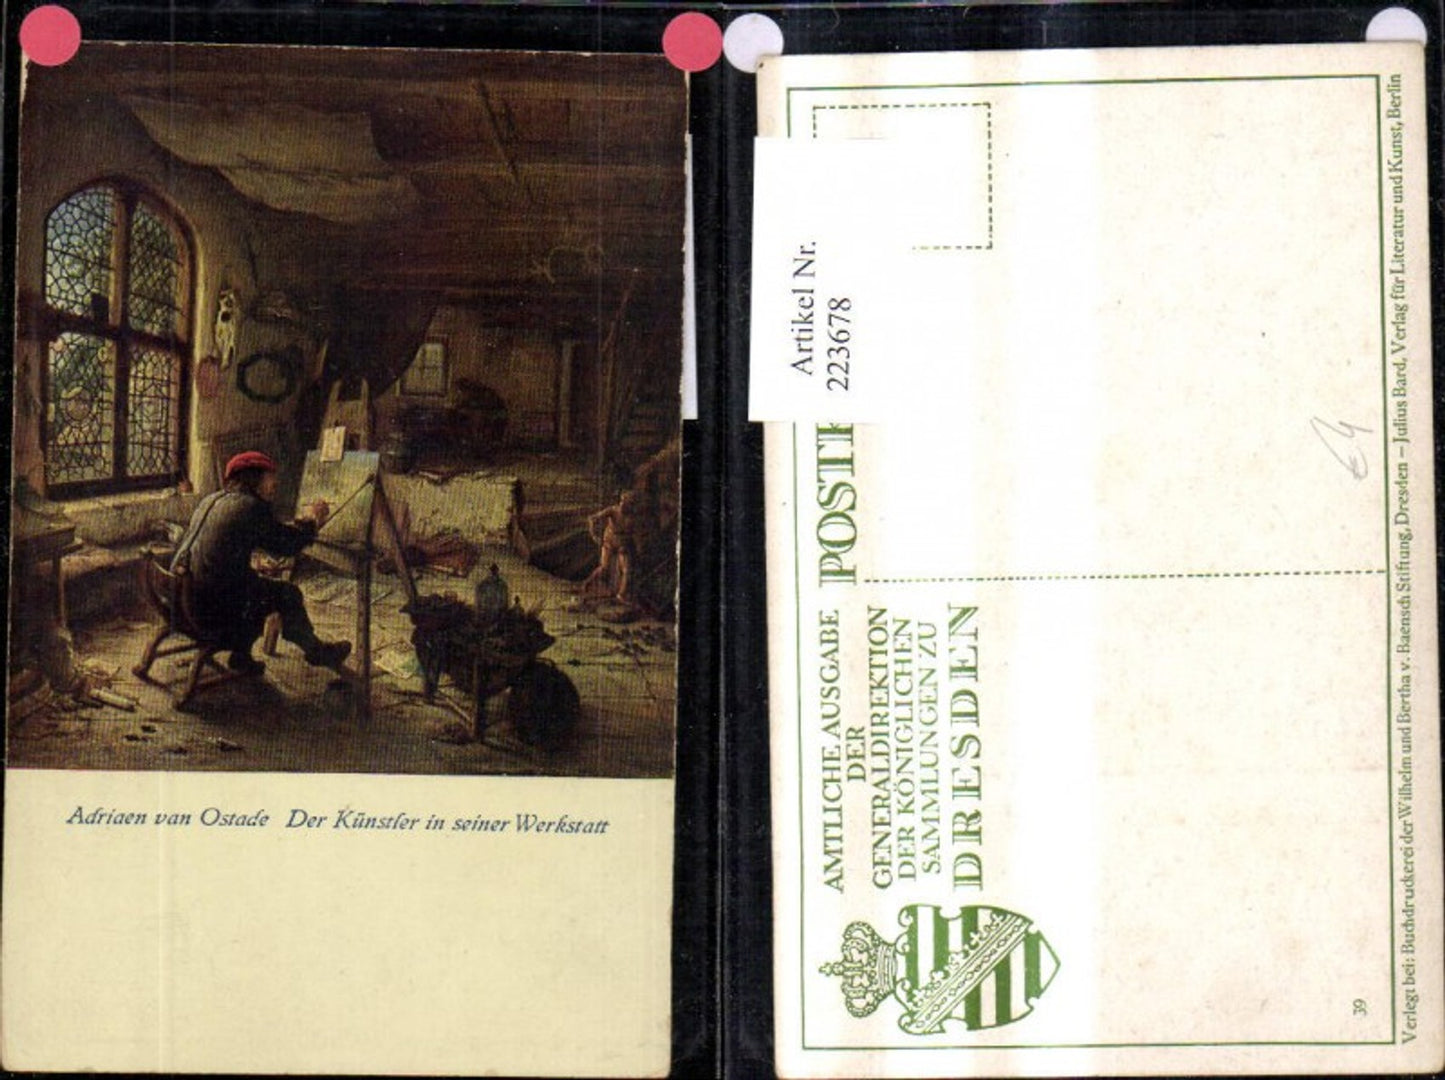 Adriaen van Ostade Der Künstler in seiner Werkstatt
Artikel Nr.
223678
POSTK
AMTLICHE AUSGABE
DER
GENERALDIREKTION
DER KÖNIGLICHEN
SAMMLUNGEN ZU
DRESDEN
€4
39
Verlegt bei: Buchdruckerei der Wilhelm und Bertha v. Baensch Stiftung, Dresden – Julius Bard, Verlag für Literatur und Kunst, Berlin